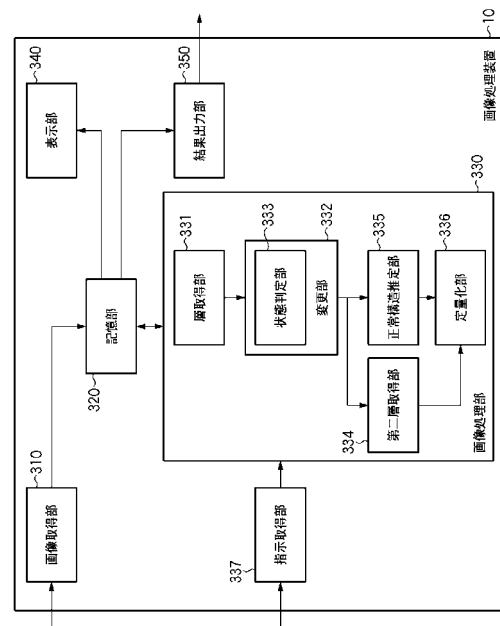 10
画像処理装置
310
画像取得部
320
記憶部
340
表示部
350
結果出力部
337
指示取得部
330
画像処理部
331
層取得部
332
変更部
333
状態判定部
334
第二層取得部
335
正常構造推定部
336
定量化部